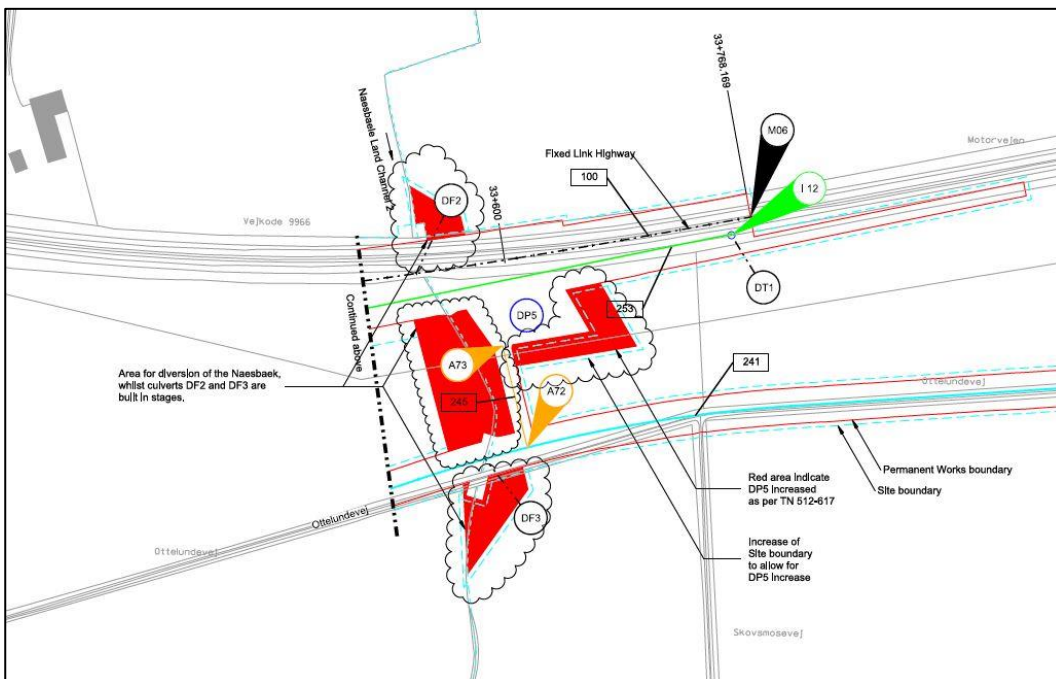 33+768.169
M06
Motorvejen
Fixed Link Highway
100
I 12
Naesbaele Land Channel 2
DF2
33+600
Vejkode 9966
DT1
DP5
253
Continued above
A73
241
Area for diversion of the Naesbaek,
whilst culverts DF2 and DF3 are
built in stages.
245
A72
Ottelundevej
Permanent Works boundary
Site boundary
Red area indicate
DP5 increased
as per TN 512-617
DF3
Ottelundevej
Ottelundevej
Increase of
Site boundary
to allow for
DP5 Increase
Skovsmosevej